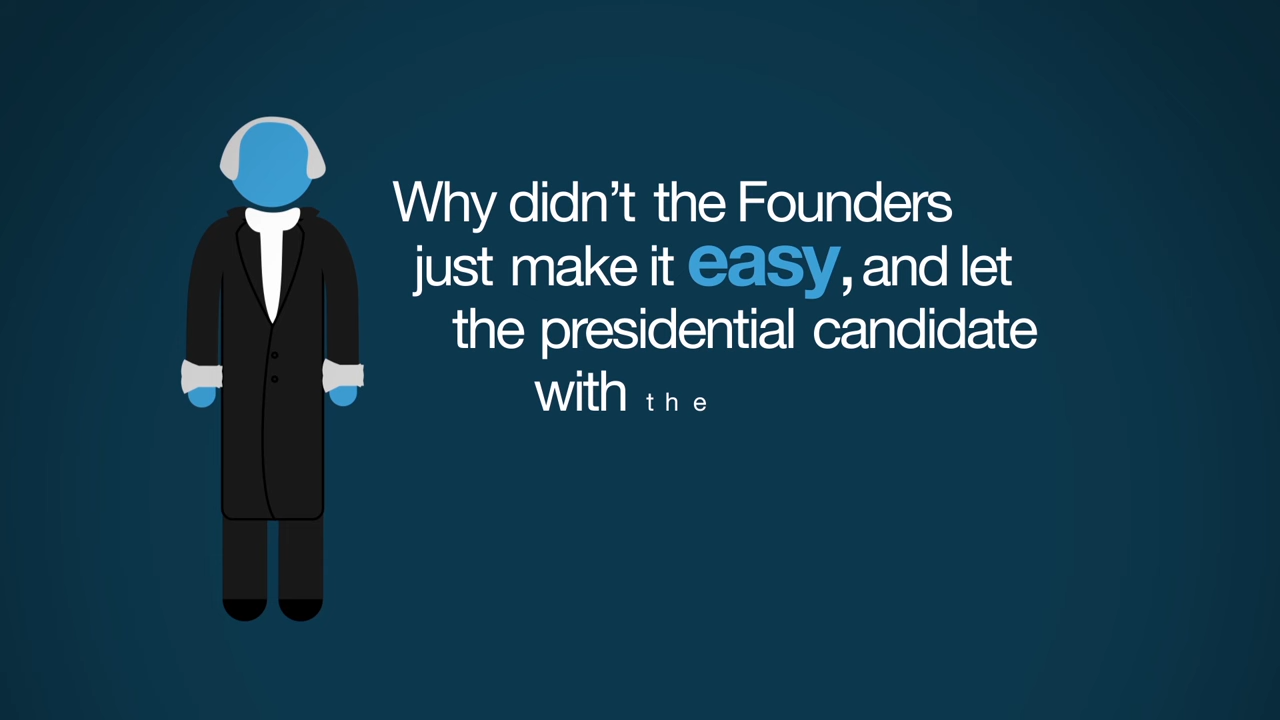 Why didn’t the Founders
just make it easy, and let
the presidential candidate
with the